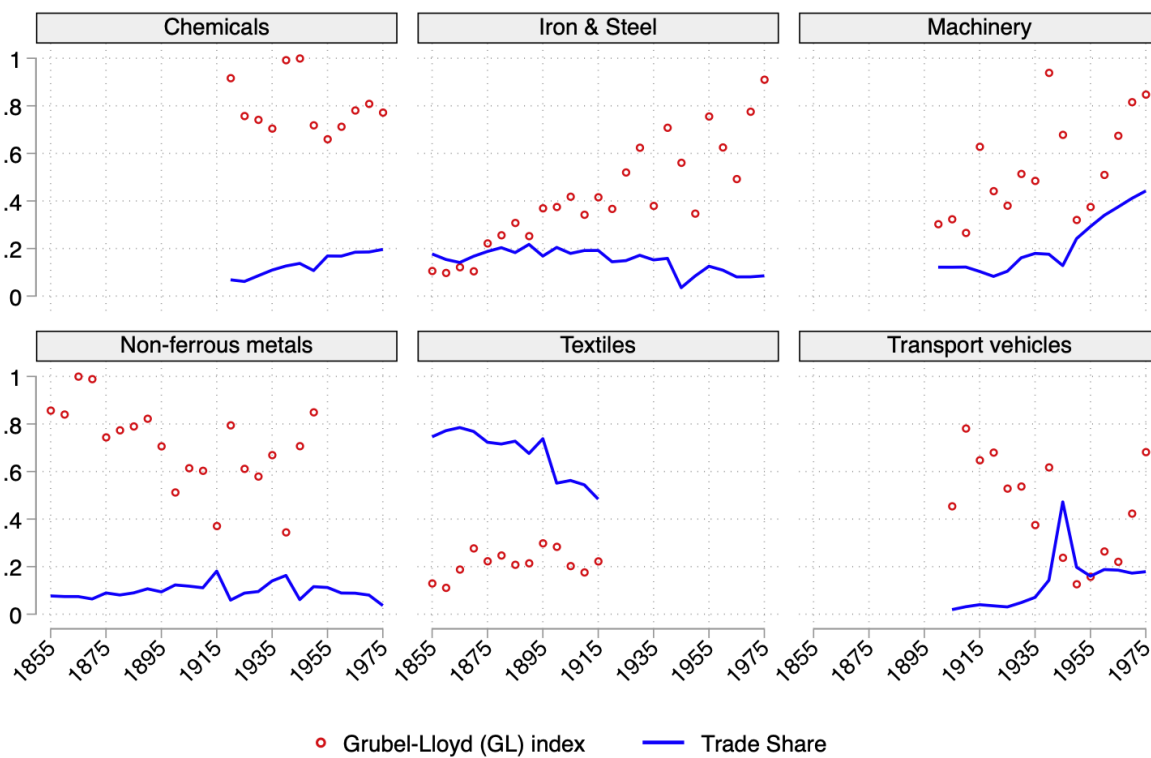 Chemicals
Iron & Steel
Machinery
1
.8
.6
.4
.2
0
Non-ferrous metals
Textiles
Transport vehicles
1
.8
.6
.4
.2
0
1855 1875 1895 1915 1935 1955 1975
1855 1875 1895 1915 1935 1955 1975
1855 1875 1895 1915 1935 1955 1975
Grubel-Lloyd (GL) index
Trade Share